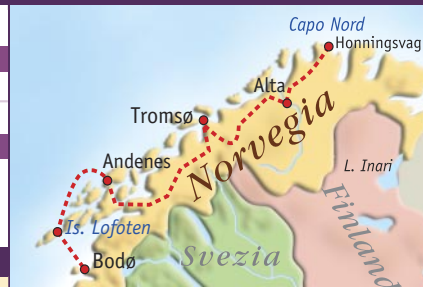 Capo Nord
Honningsvag
Alta
Tromsø
Norvegia
L. Inari
Andenes
Finland
Is. Lofoten
Svezia
Bodø